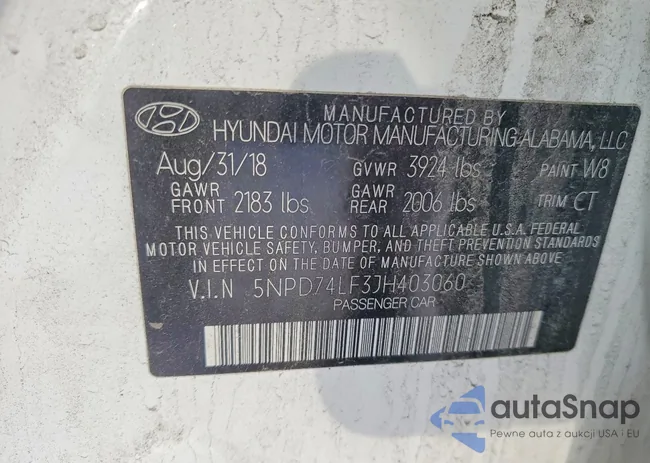 MANUFACTURED BY
HYUNDAI MOTOR MANUFACTURING ALABAMA, LLC
Aug/31/18 GVWR 3924 lbs PAINT W8
GAWR FRONT 2183 lbs GAWR REAR 2006 lbs TRIM CT
THIS VEHICLE CONFORMS TO ALL APPLICABLE U.S.A. FEDERAL
MOTOR VEHICLE SAFETY, BUMPER, AND THEFT PREVENTION STANDARDS
IN EFFECT ON THE DATE OF MANUFACTURE SHOWN ABOVE.
V.I.N 5NPD74LF3JH403060
PASSENGER CAR
autaSnap
Pewne auta z aukcji USA i EU